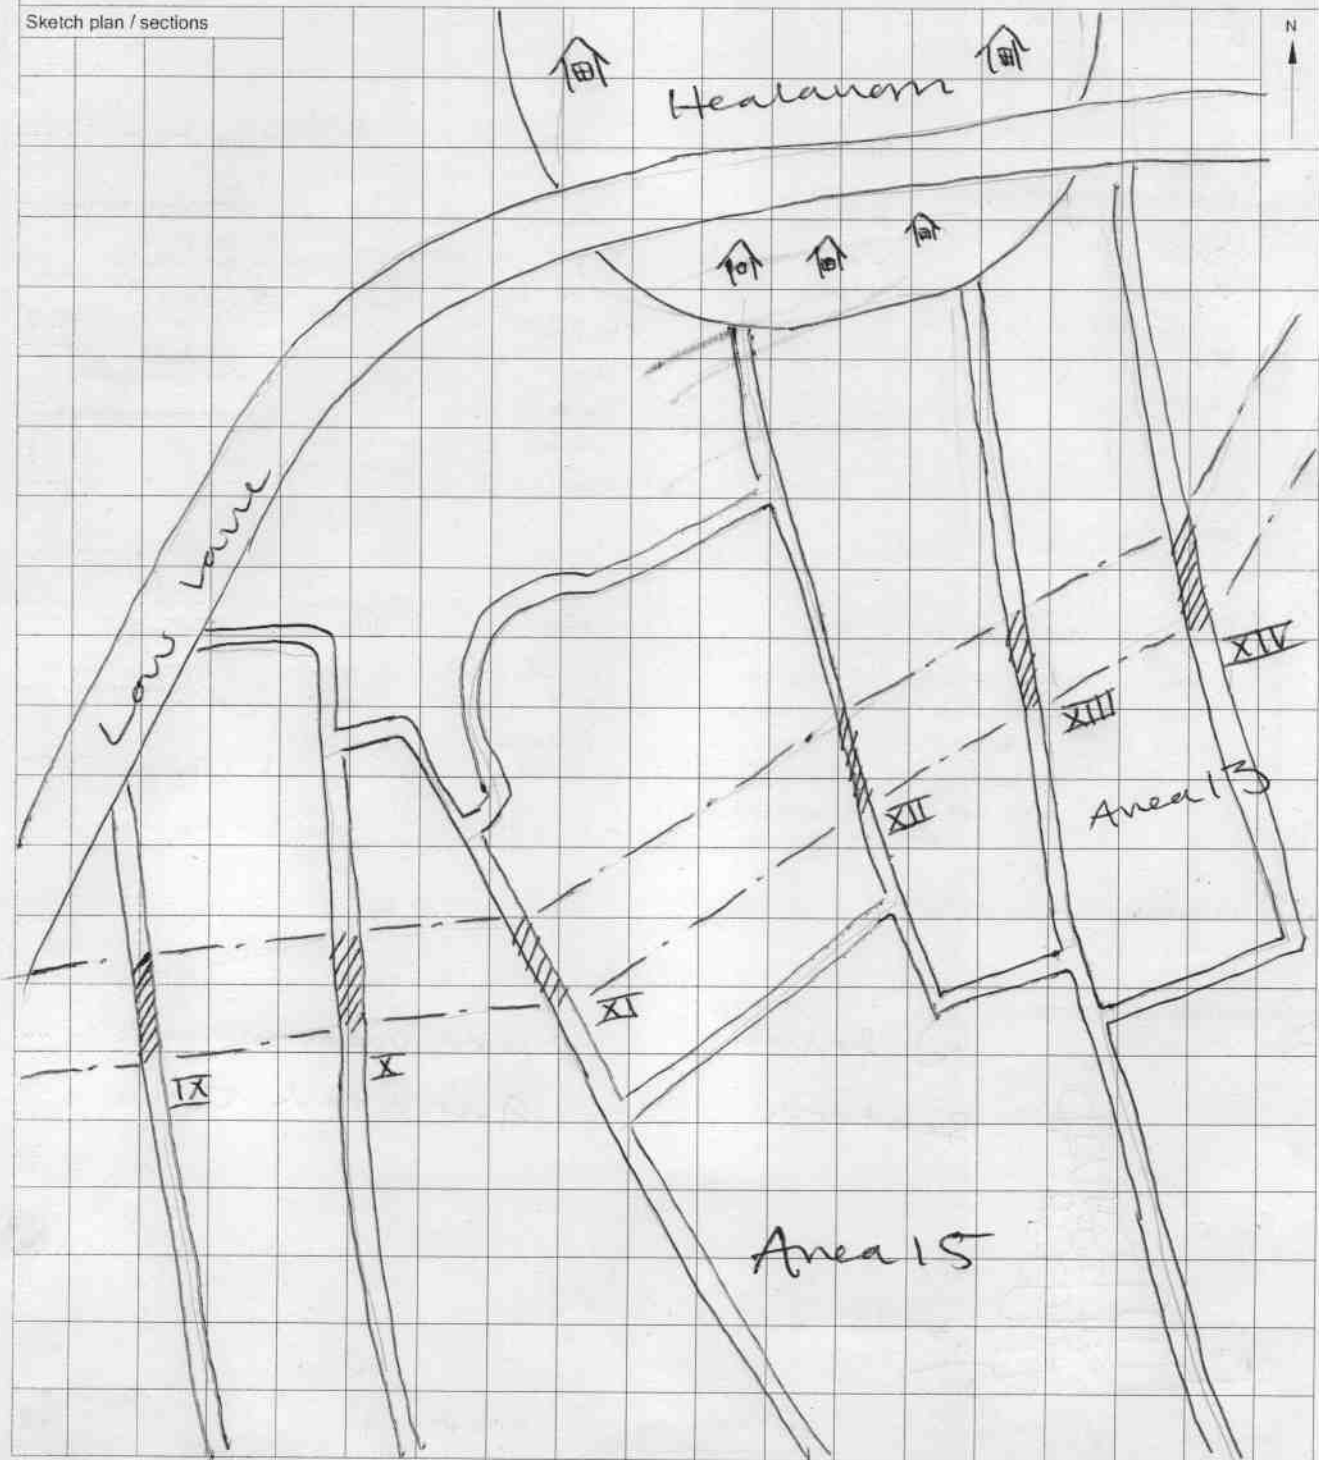 Sketch plan / sections
N
Healaugh
Low Lane
XIV
XIII
Area 13
XII
XI
X
IX
Area 15